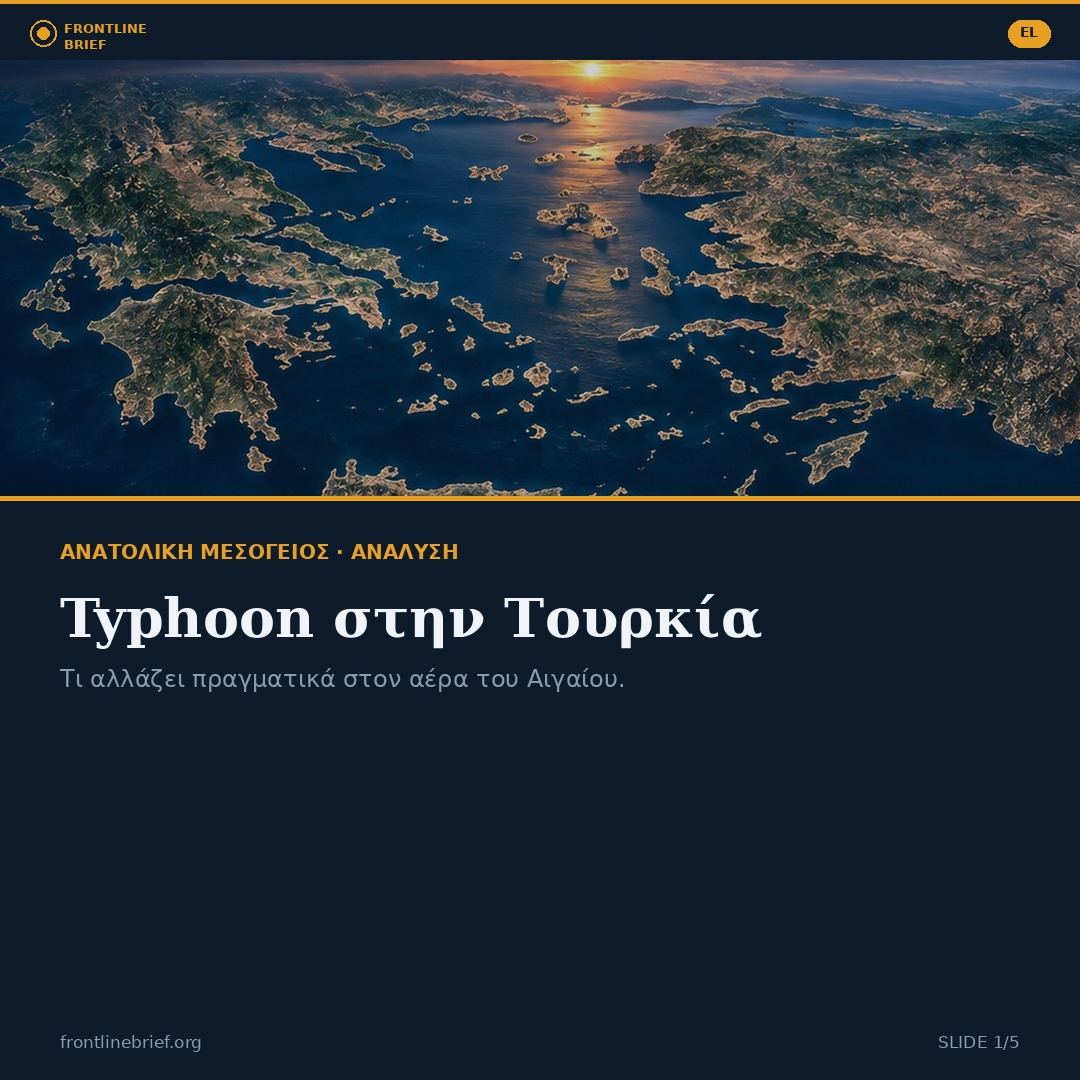 FRONTLINE
BRIEF
EL
ΑΝΑΤΟΛΙΚΗ ΜΕΣΟΓΕΙΟΣ · ΑΝΑΛΥΣΗ
Typhoon στην Τουρκία
Τι αλλάζει πραγματικά στον αέρα του Αιγαίου.
frontlinebrief.org
SLIDE 1/5